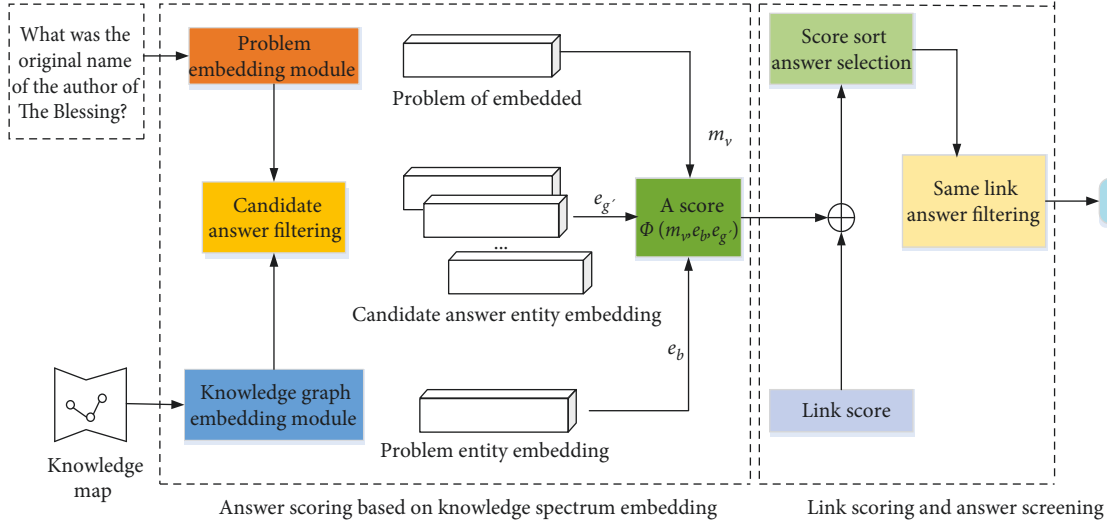 What was the
original name
of the author of
The Blessing?
Problem
embedding module
Candidate
answer filtering
Knowledge graph
embedding module
Knowledge
map
Problem of embedded
Candidate answer entity embedding
...
Problem entity embedding
m_v
e_g′
e_b
A score
Φ (m_v,e_b,e_g′)
Score sort
answer selection
Same link
answer filtering
Link score
Answer scoring based on knowledge spectrum embedding
Link scoring and answer screening